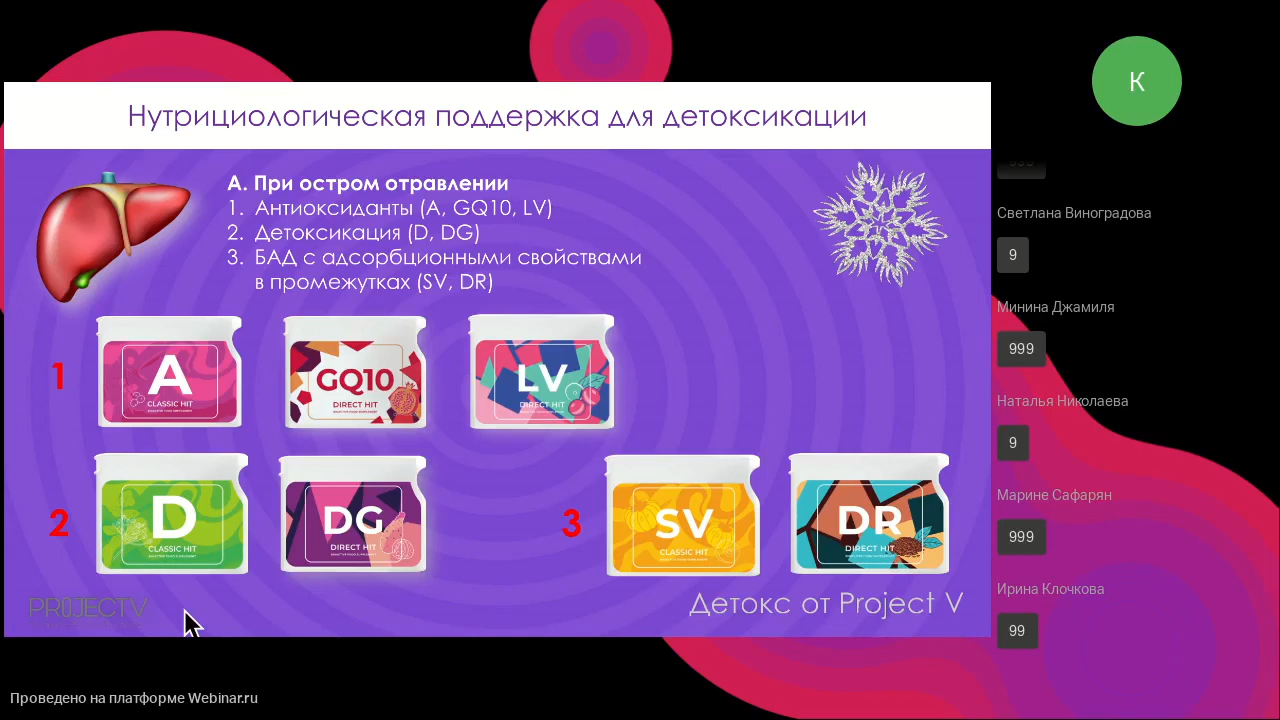 Нутрициологическая поддержка для детоксикации
А. При остром отравлении
1. Антиоксиданты (A, GQ10, LV)
2. Детоксикация (D, DG)
3. БАД с адсорбционными свойствами
в промежутках (SV, DR)
1
A
CLASSIC HIT
GQ10
DIRECT HIT
LV
DIRECT HIT
2
D
CLASSIC HIT
DG
DIRECT HIT
3
SV
CLASSIC HIT
DR
DIRECT HIT
PROJECTV
Детокс от Project V
К
Светлана Виноградова
9
Минина Джамиля
999
Наталья Николаева
9
Марине Сафарян
999
Ирина Клочкова
99
Проведено на платформе Webinar.ru